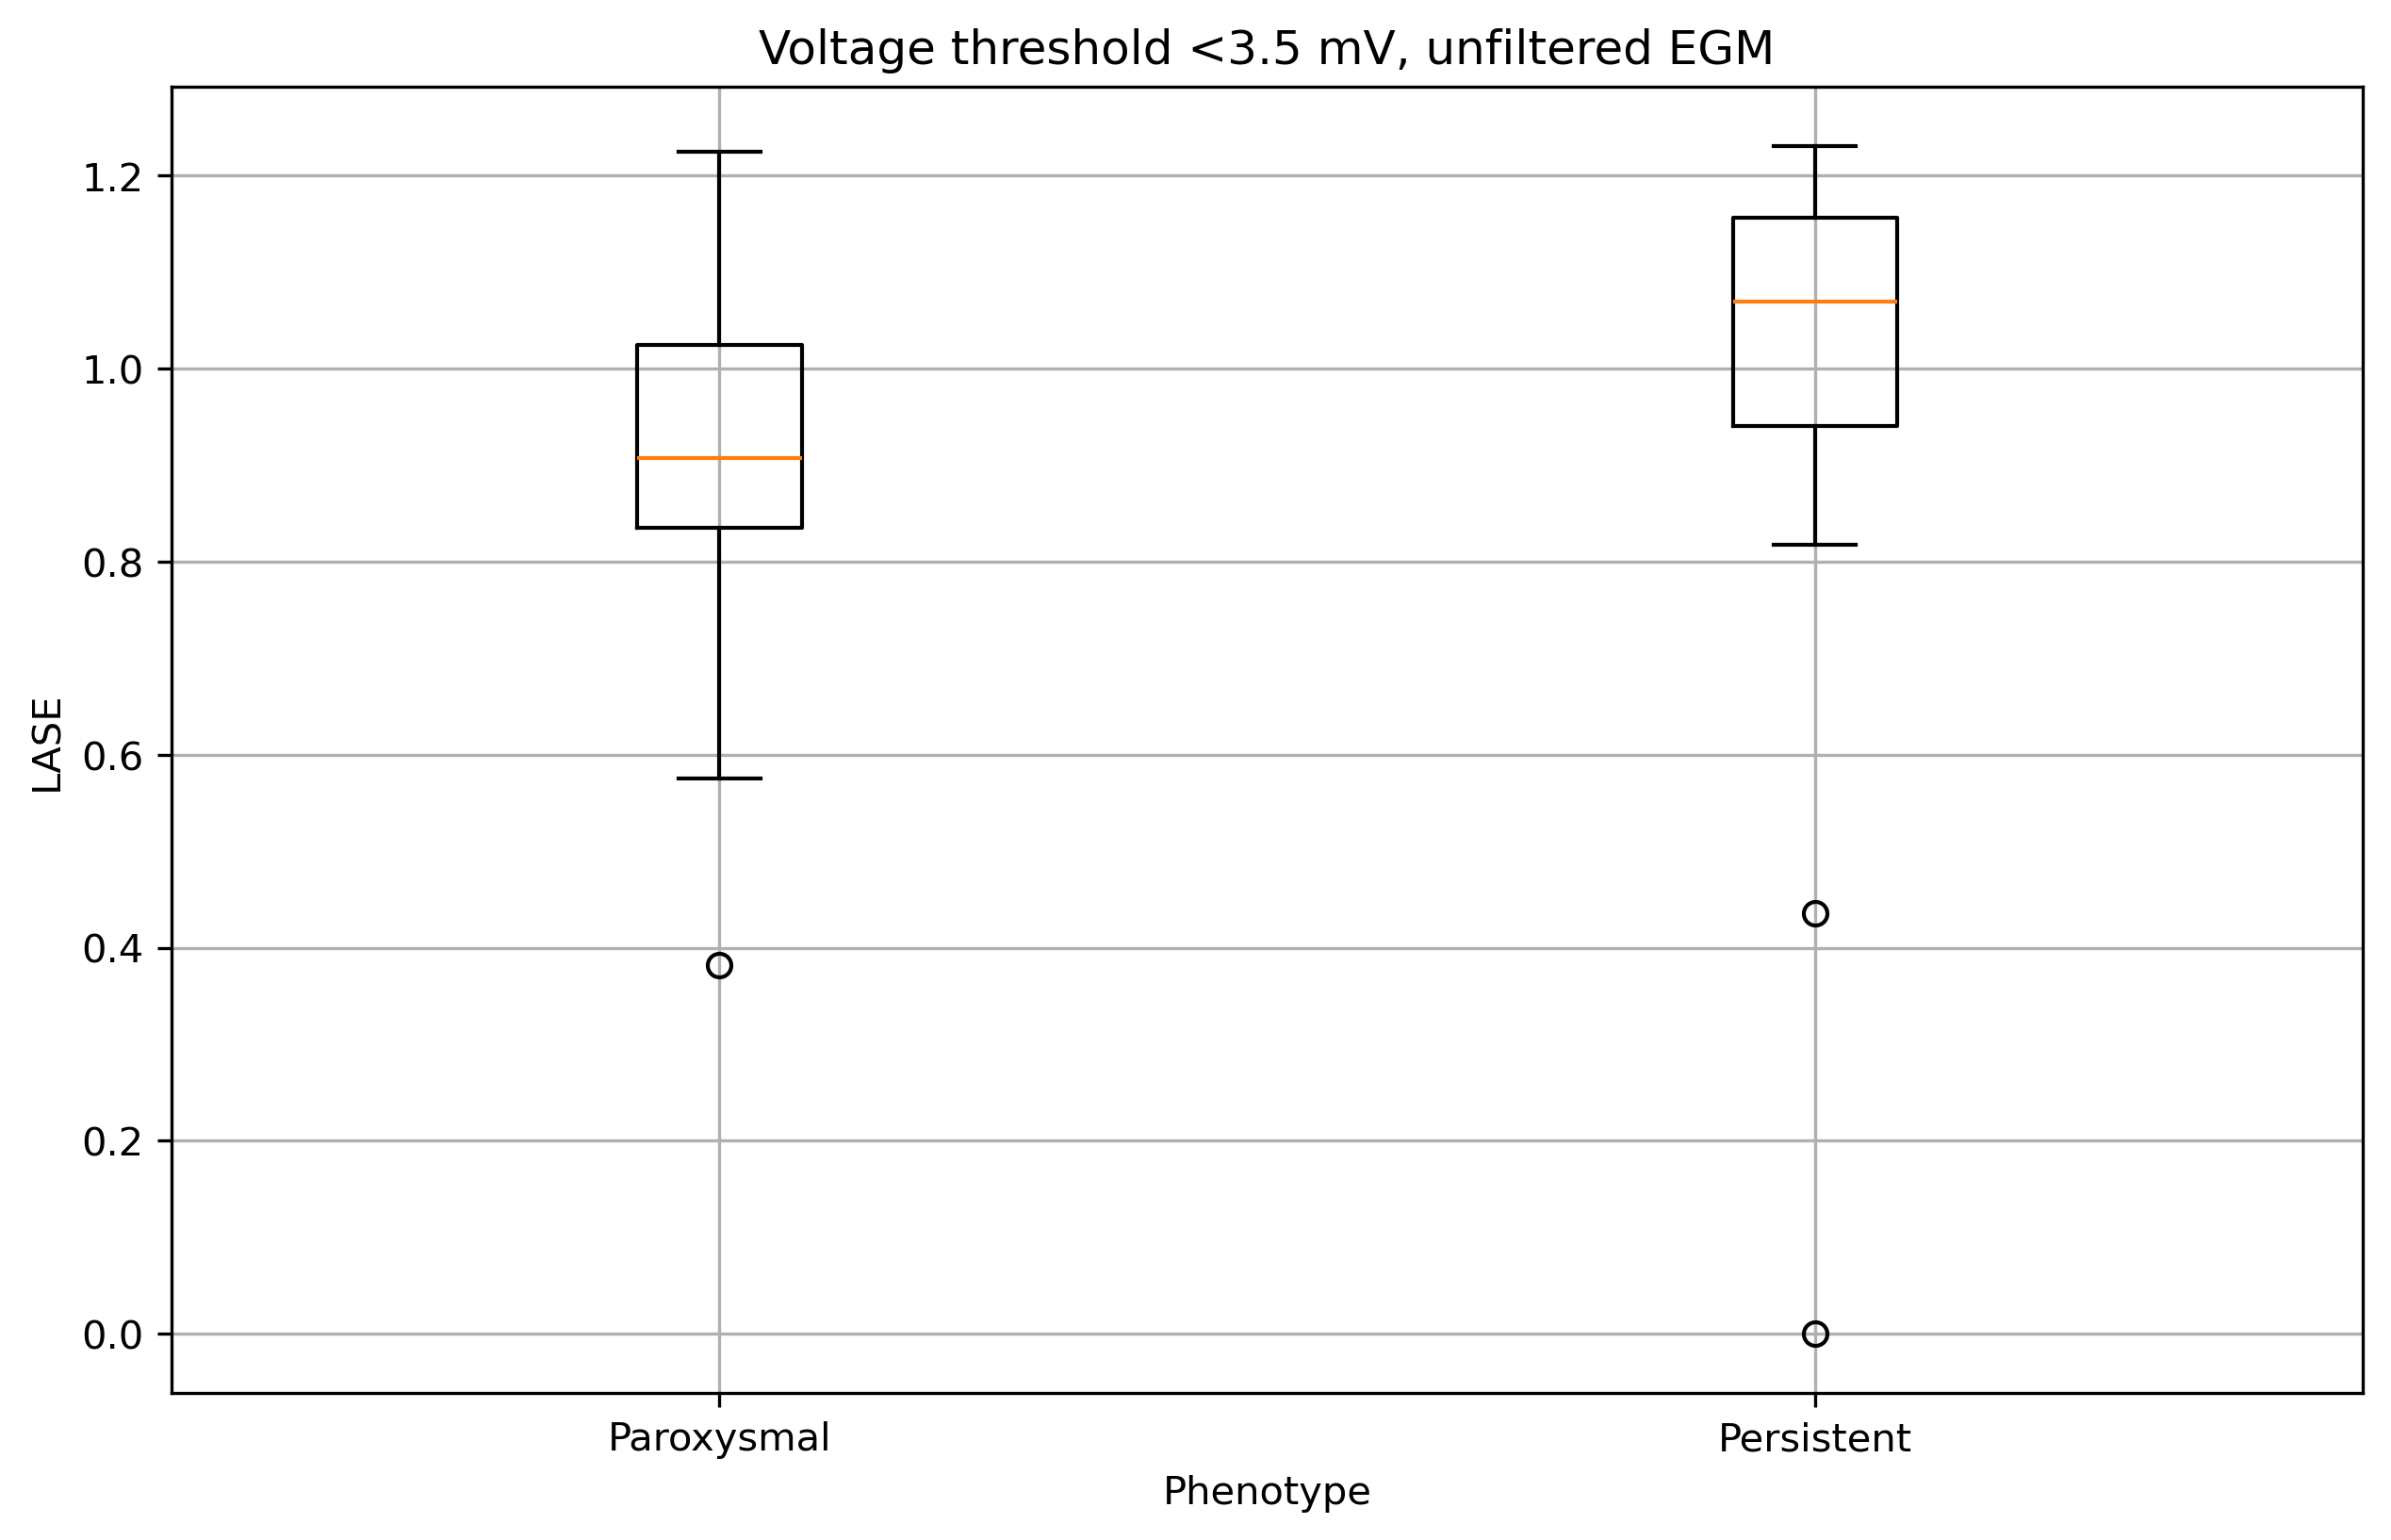 Voltage threshold <3.5 mV, unfiltered EGM
1.2
1.0
0.8
0.6
0.4
0.2
0.0
LASE
Paroxysmal
Persistent
Phenotype